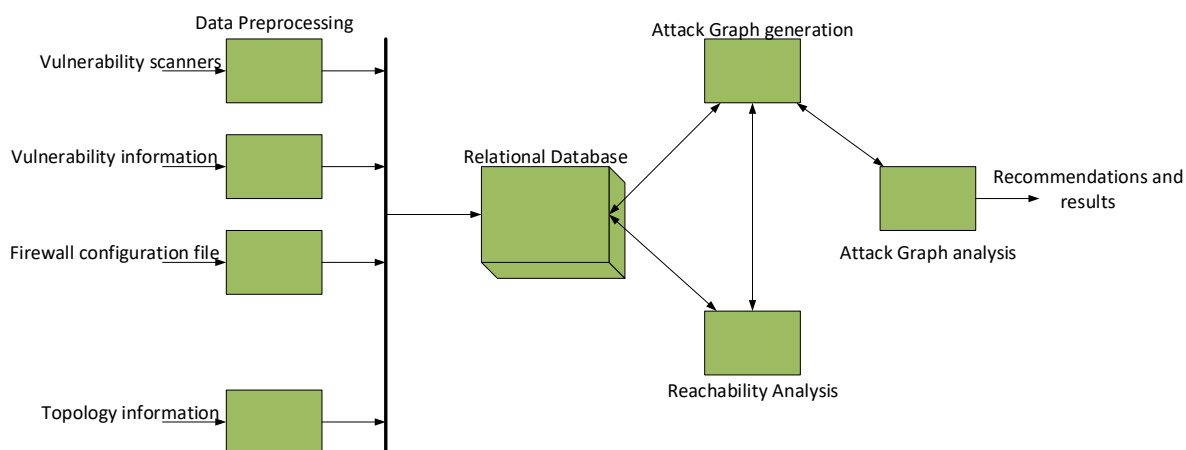 Data Preprocessing
Attack Graph generation
Vulnerability scanners
Vulnerability information
Relational Database
Recommendations and
results
Firewall configuration file
Attack Graph analysis
Reachability Analysis
Topology information